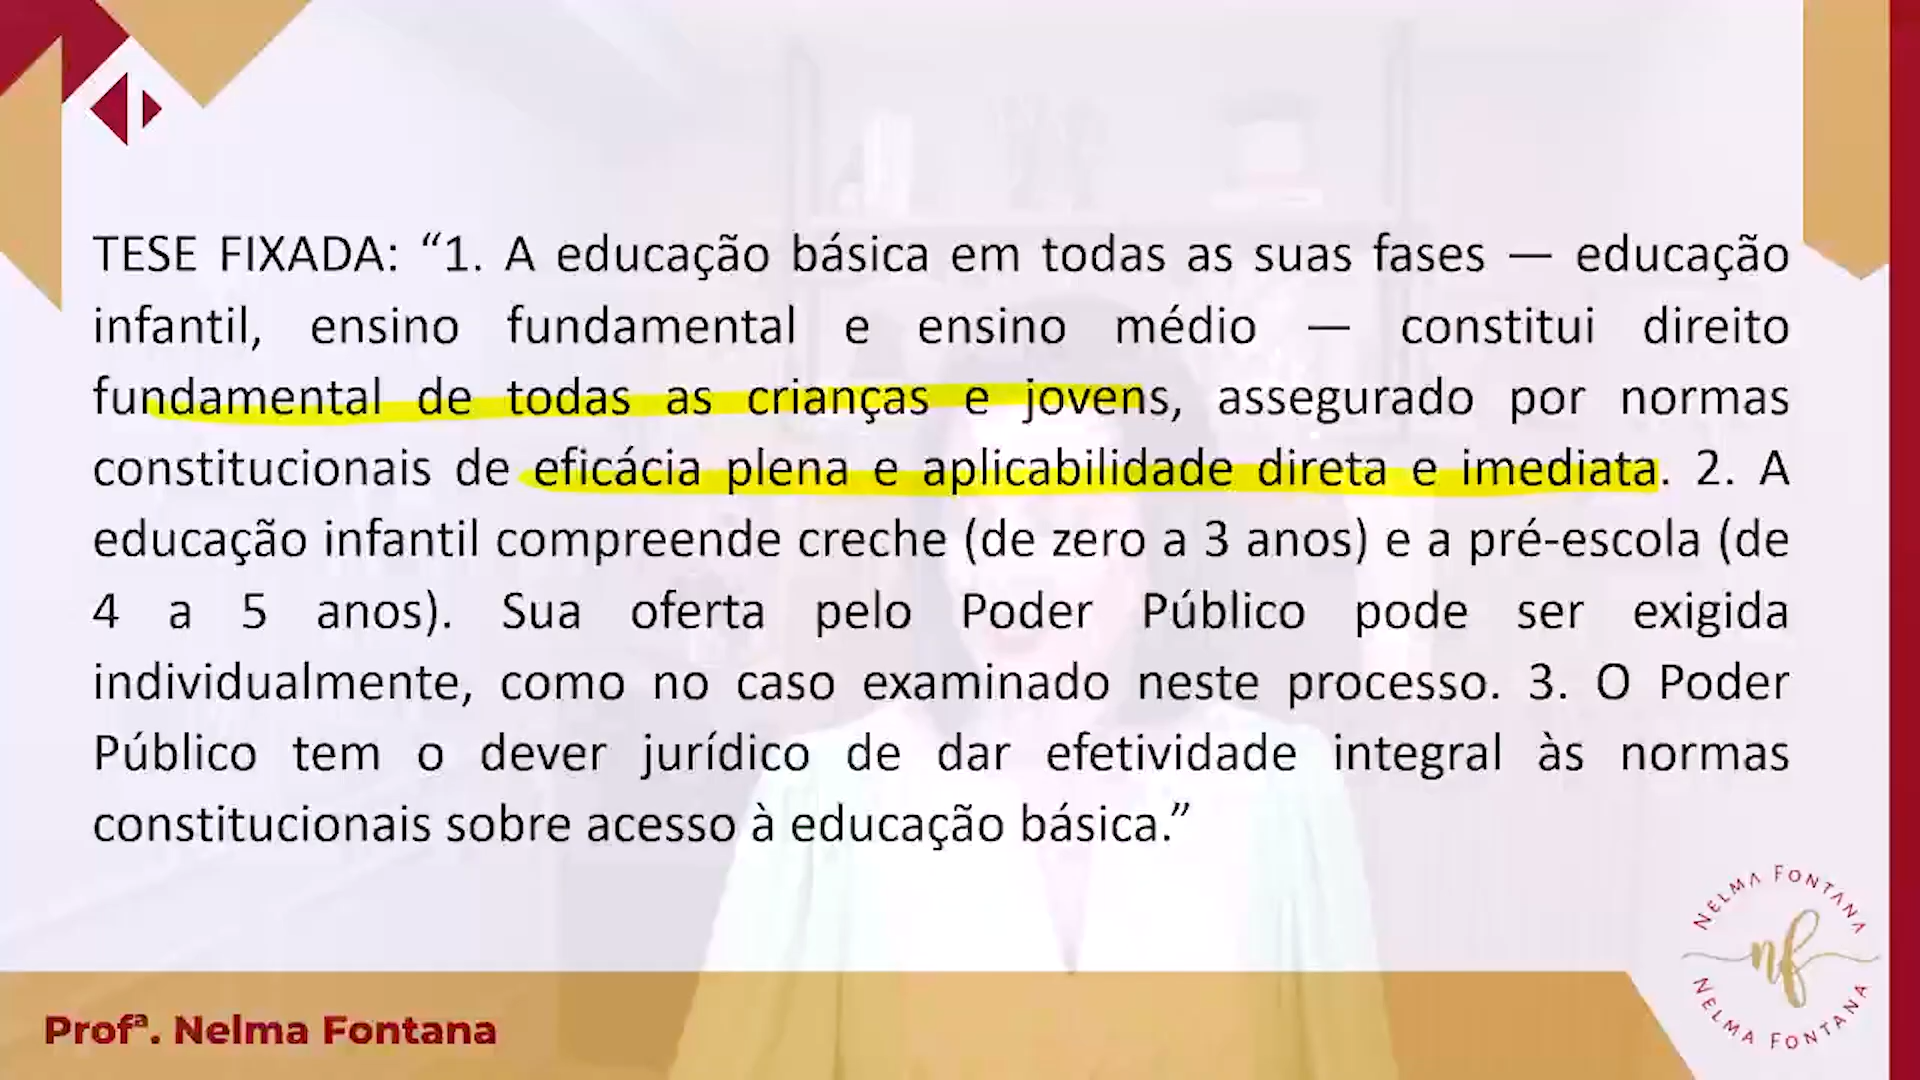 TESE FIXADA: “1. A educação básica em todas as suas fases — educação
infantil, ensino fundamental e ensino médio — constitui direito
fundamental de todas as crianças e jovens, assegurado por normas
constitucionais de eficácia plena e aplicabilidade direta e imediata. 2. A
educação infantil compreende creche (de zero a 3 anos) e a pré-escola (de
4 a 5 anos). Sua oferta pelo Poder Público pode ser exigida
individualmente, como no caso examinado neste processo. 3. O Poder
Público tem o dever jurídico de dar efetividade integral às normas
constitucionais sobre acesso à educação básica.”
NELMA FONTANA
nf
NELMA FONTANA
Profª. Nelma Fontana